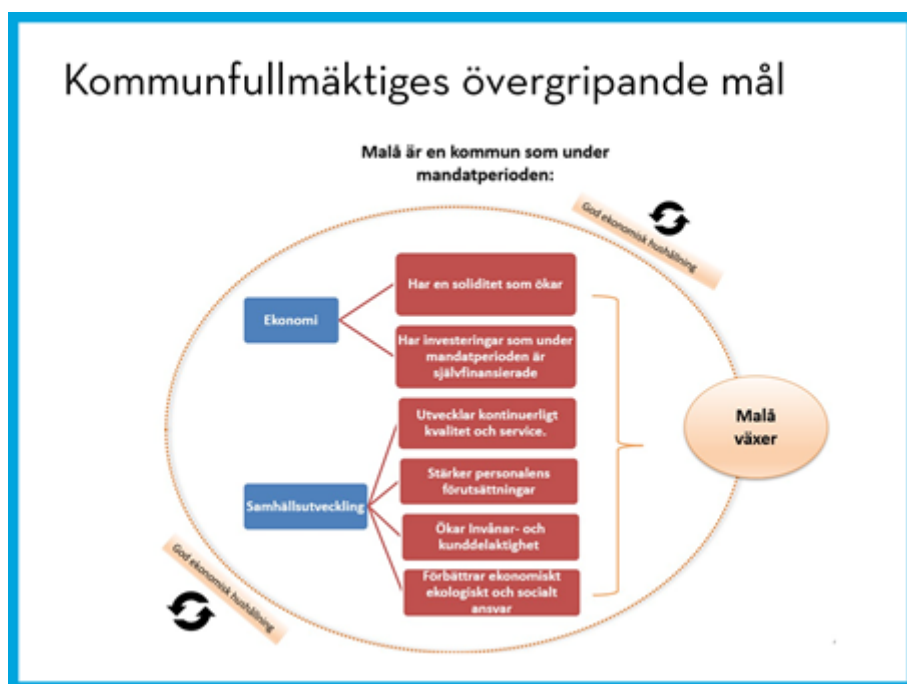 Kommunfullmäktiges övergripande mål
Malå är en kommun som under
mandatperioden:
God ekonomisk hushållning
Har en soliditet som ökar
Ekonomi
Har investeringar som under
mandatperioden är
självfinansierade
Malå
växer
Utvecklar kontinuerligt
kvalitet och service.
Stärker personalens
förutsättningar
Samhällsutveckling
Ökar Invånar- och
kunddelaktighet
Förbättrar ekonomiskt
ekologiskt och socialt
ansvar
God ekonomisk hushållning